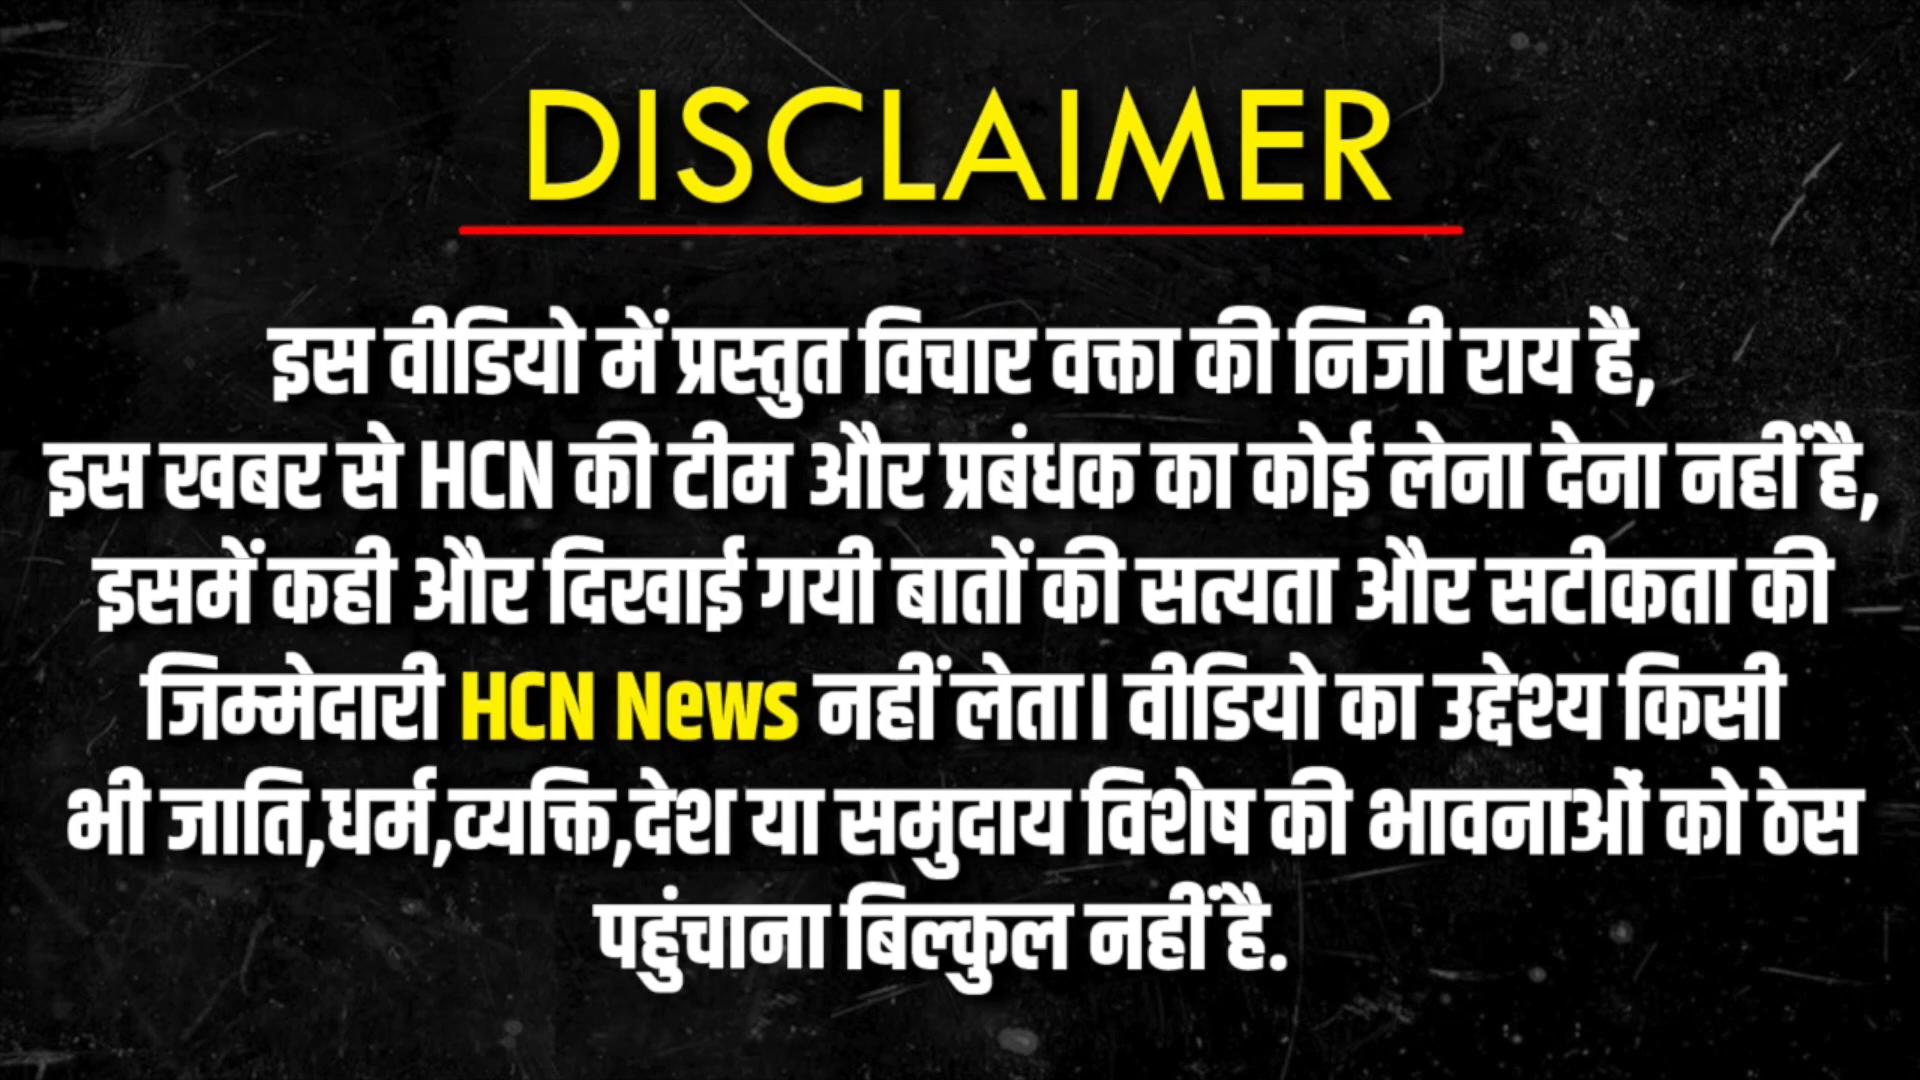 DISCLAIMER
इस वीडियो में प्रस्तुत विचार वक्ता की निजी राय है,
इस खबर से HCN की टीम और प्रबंधक का कोई लेना देना नहीं है,
इसमें कही और दिखाई गयी बातों की सत्यता और सटीकता की
जिम्मेदारी HCN News नहीं लेता। वीडियो का उद्देश्य किसी
भी जाति,धर्म,व्यक्ति,देश या समुदाय विशेष की भावनाओं को ठेस
पहुंचाना बिल्कुल नहीं है.